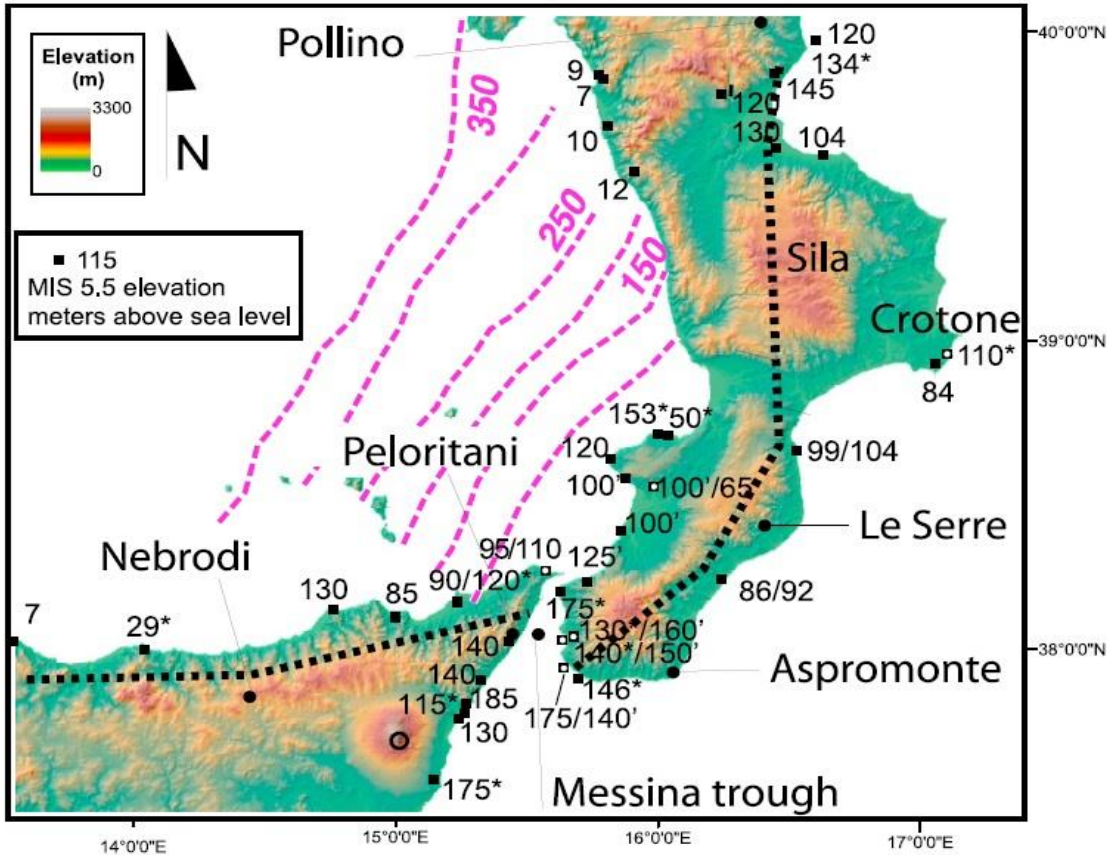 Pollino
Elevation
(m)
3300
0
N
350
250
150
9
7
10
12
120
134*
145
120
130
104
40°0'0"N
■ 115
MIS 5.5 elevation
meters above sea level
Sila
Crotone
110*
84
39°0'0"N
153*
50*
120
100'
100'/65'
100'
99/104
Peloritani
Le Serre
95/110
90/120*
125'
86/92
Nebrodi
130
85
7
29*
175*
130*/160'
140*/150'
140
140
146*
175/140'
Aspromonte
38°0'0"N
115*
185
130
175*
Messina trough
14°0'0"E
15°0'0"E
16°0'0"E
17°0'0"E